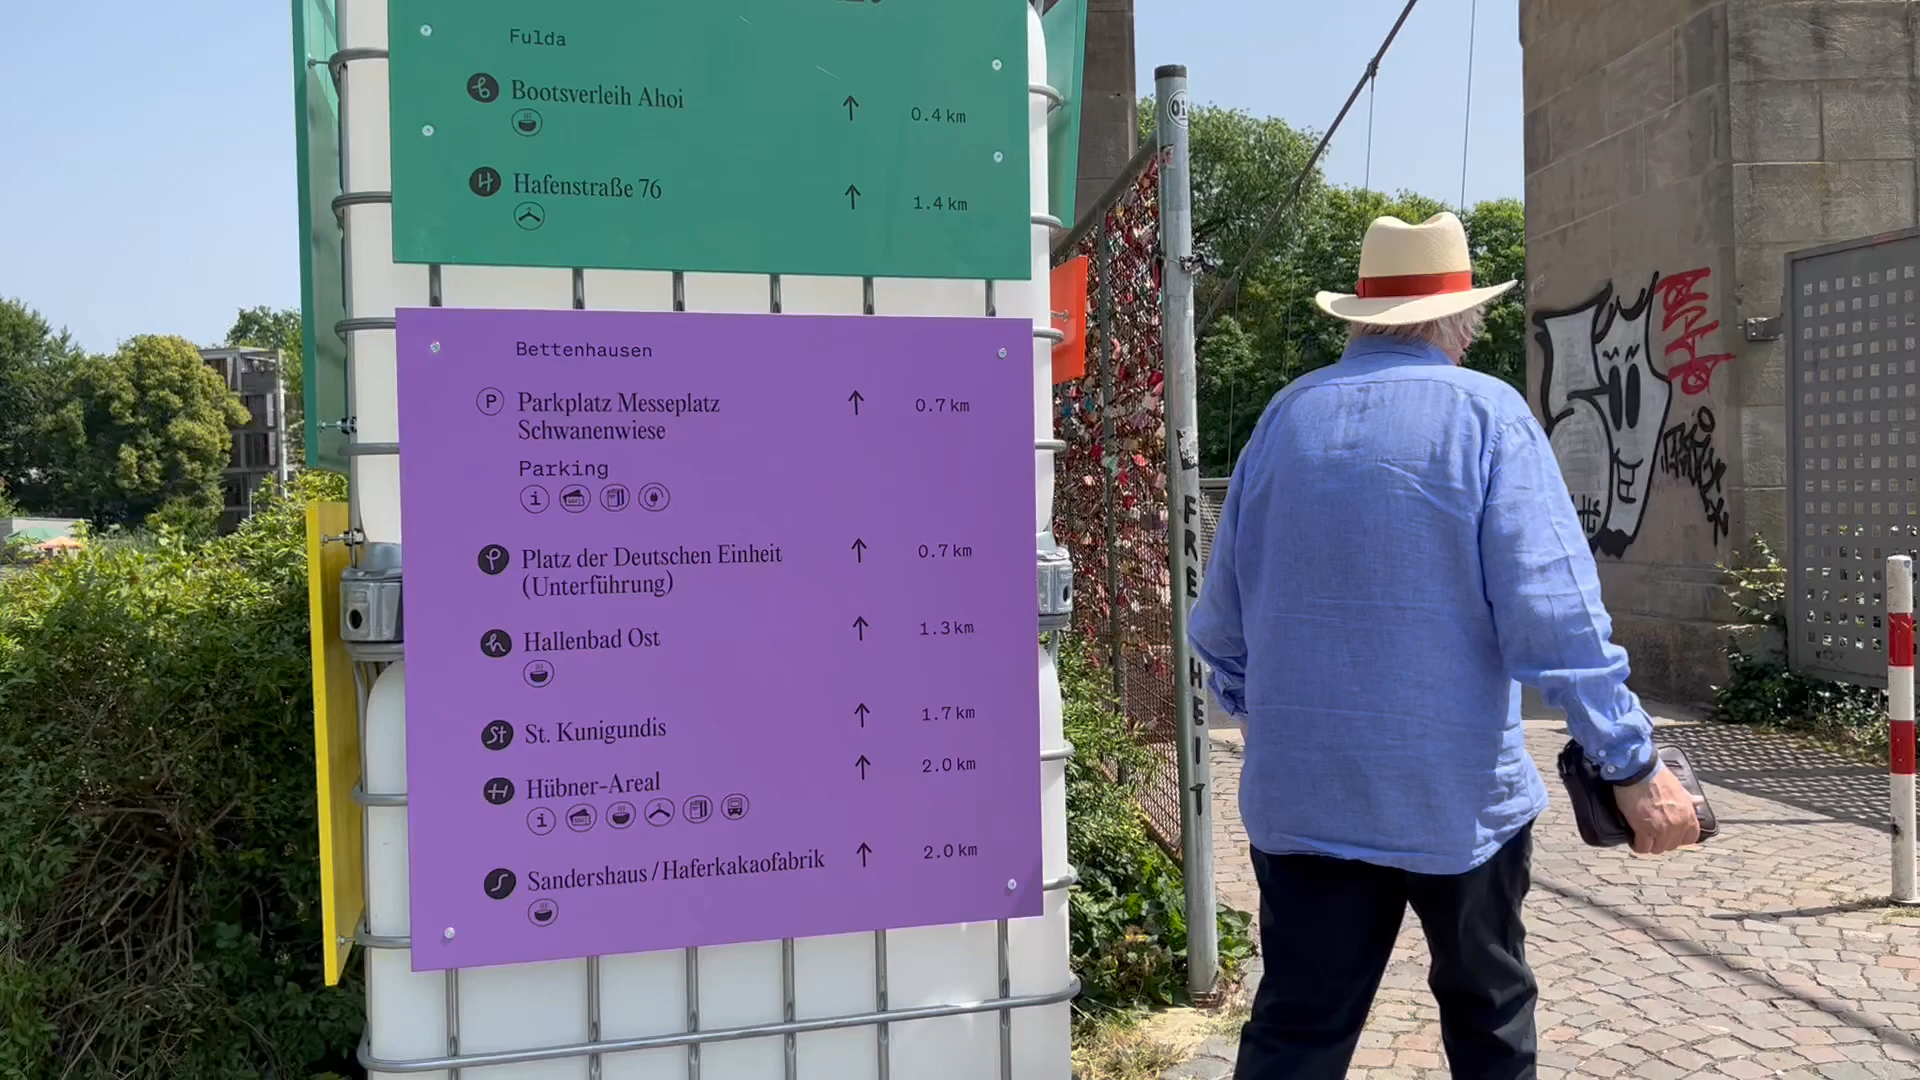 Fulda
Bootsverleih Ahoi ↑ 0.4 km
Hafenstraße 76 ↑ 1.4 km
Bettenhausen
P Parkplatz Messeplatz ↑ 0.7 km
Schwanenwiese
Parking
i
Platz der Deutschen Einheit ↑ 0.7 km
(Unterführung)
h Hallenbad Ost ↑ 1.3 km
St St. Kunigundis ↑ 1.7 km
H Hübner-Areal ↑ 2.0 km
i
S Sandershaus / Haferkakaofabrik ↑ 2.0 km
FREIHEIT